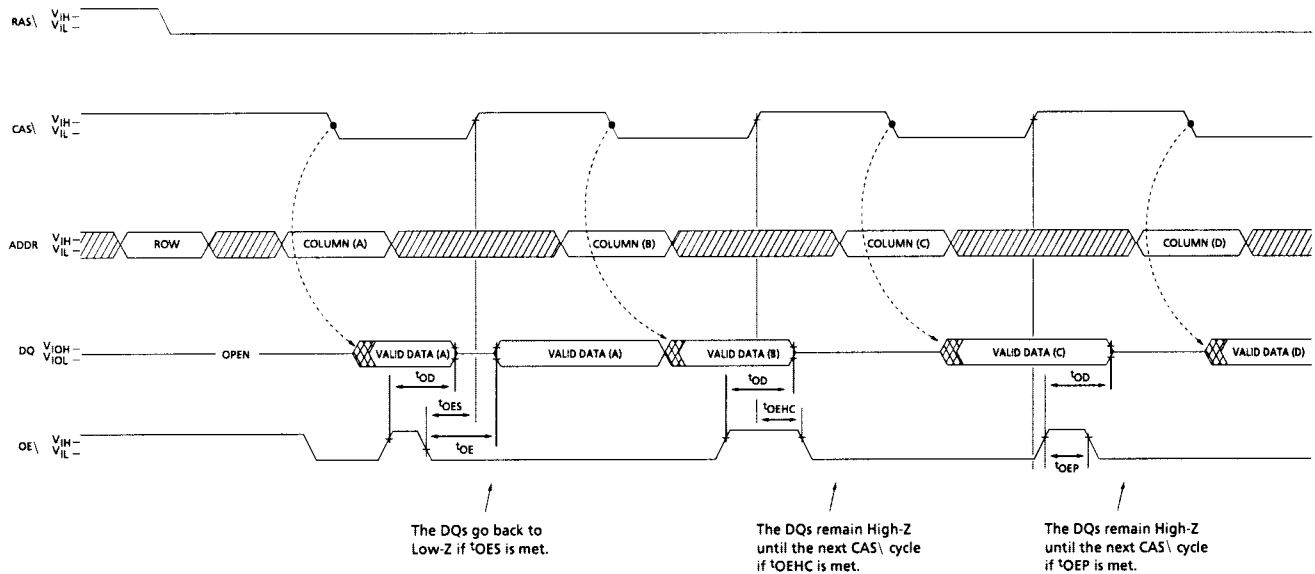 RAS\ VIH
VIL
CAS\ VIH
VIL
ADDR VIH
VIL
ROW COLUMN (A) COLUMN (B) COLUMN (C) COLUMN (D)
DQ VIOH
VIOL
OPEN VALID DATA (A) VALID DATA (A) VALID DATA (B) VALID DATA (C) VALID DATA (D)
tOD tOD tOD
tOES tOEHC
tOE tOEP
OE\ VIH
VIL
The DQs go back to
Low-Z if tOES is met.
The DQs remain High-Z
until the next CAS\ cycle
if tOEHC is met.
The DQs remain High-Z
until the next CAS\ cycle
if tOEP is met.